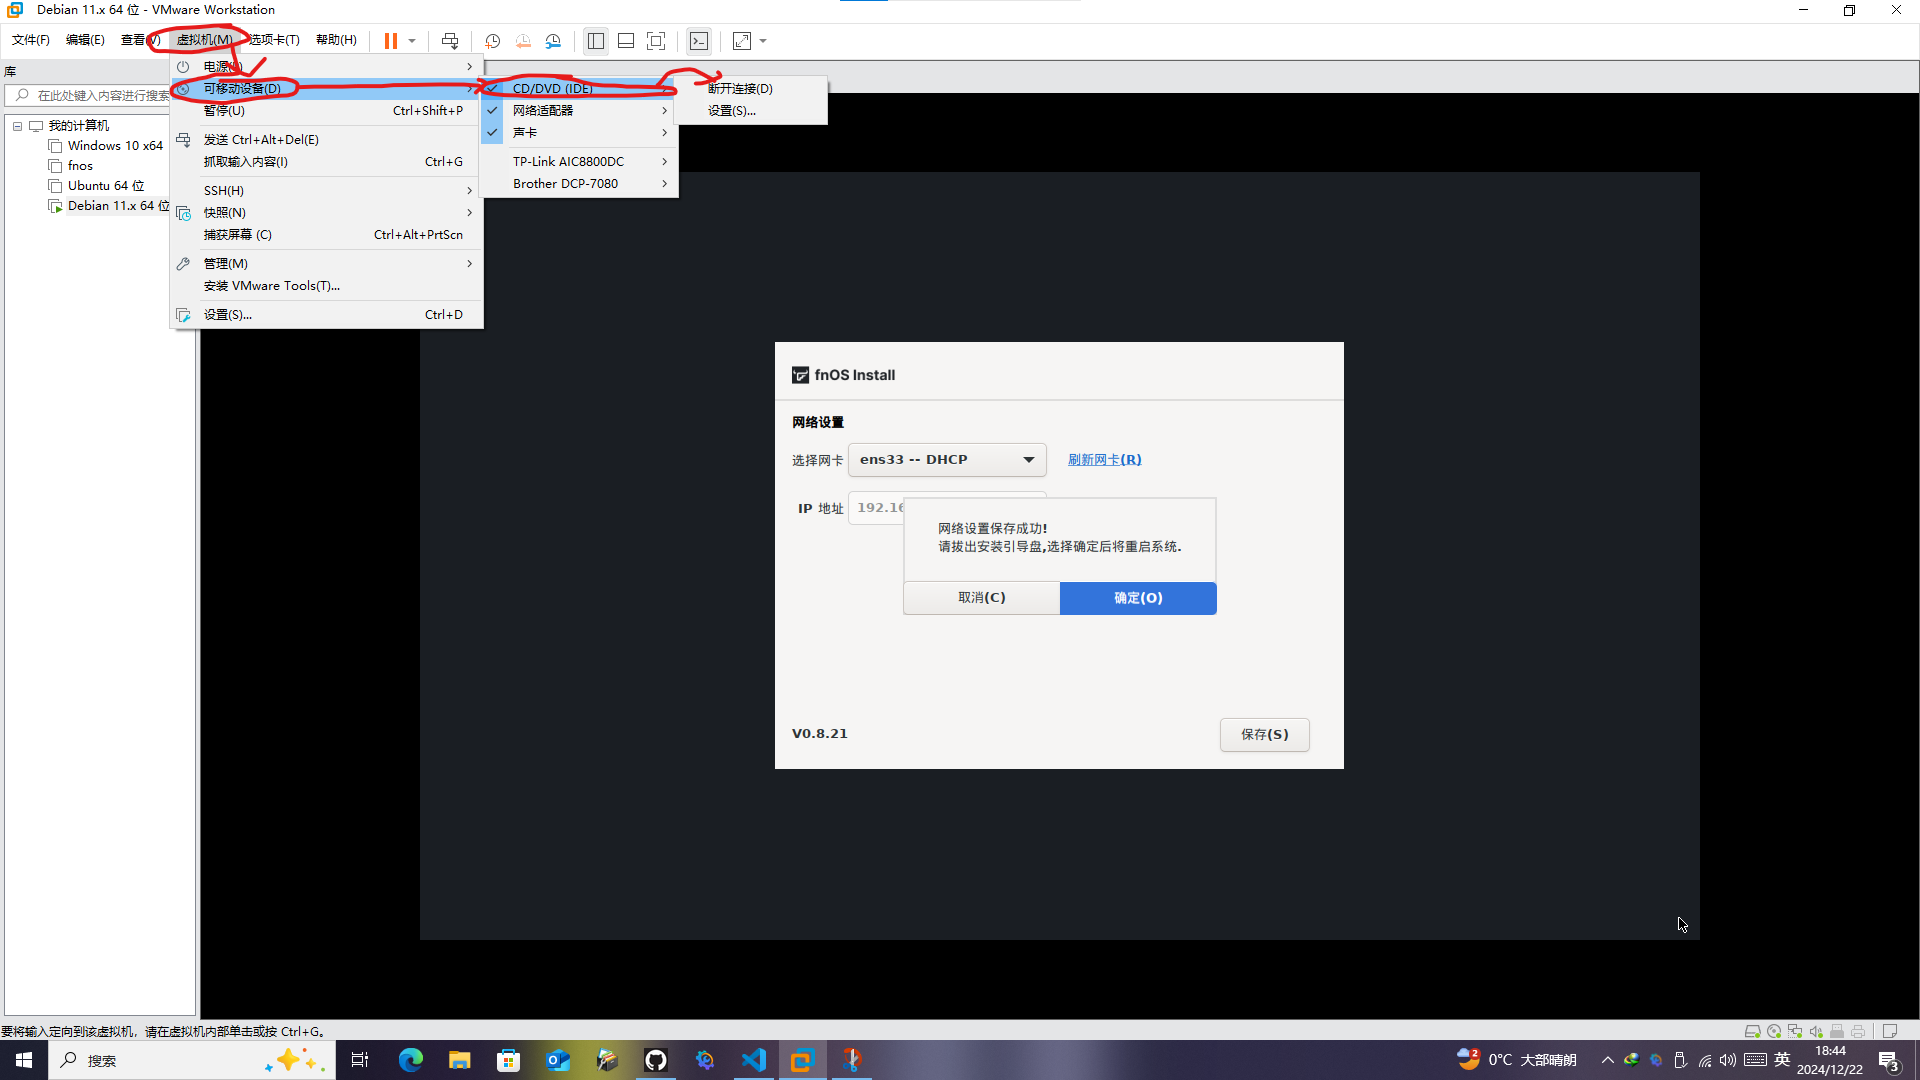 Debian 11.x 64 位 - VMware Workstation
文件(F) 编辑(E) 查看(V) 虚拟机(M) 选项卡(T) 帮助(H)
库
在此处键入内容进行搜索
我的计算机
Windows 10 x64
fnos
Ubuntu 64 位
Debian 11.x 64 位
电源
可移动设备(D)
暂停(U) Ctrl+Shift+P
发送 Ctrl+Alt+Del(E)
抓取输入内容(I) Ctrl+G
SSH(H)
快照(N)
捕获屏幕 (C) Ctrl+Alt+PrtScn
管理(M)
安装 VMware Tools(T)...
设置(S)... Ctrl+D
CD/DVD (IDE)
网络适配器
声卡
TP-Link AIC8800DC
Brother DCP-7080
断开连接(D)
设置(S)...
fnOS Install
网络设置
选择网卡 ens33 -- DHCP 刷新网卡(R)
IP 地址 192.16
网络设置保存成功!
请拔出安装引导盘,选择确定后将重启系统.
取消(C) 确定(O)
V0.8.21 保存(S)
要将输入定向到该虚拟机，请在虚拟机内部单击或按 Ctrl+G。
搜索
2
0°C 大部晴朗
英
18:44
2024/12/22
3